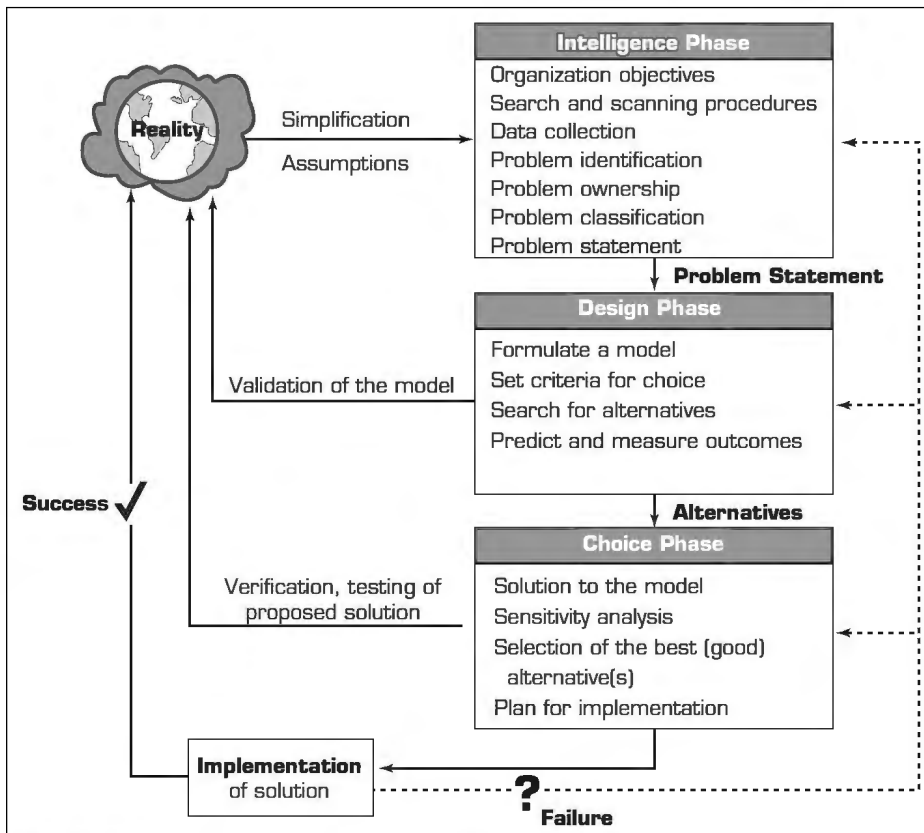 Intelligence Phase
Organization objectives
Search and scanning procedures
Data collection
Problem identification
Problem ownership
Problem classification
Problem statement
Reality
Simplification
Assumptions
Problem Statement
Design Phase
Formulate a model
Set criteria for choice
Search for alternatives
Predict and measure outcomes
Validation of the model
Alternatives
Success
Choice Phase
Solution to the model
Sensitivity analysis
Selection of the best (good)
alternative(s)
Plan for implementation
Verification, testing of
proposed solution
Implementation
of solution
?
Failure